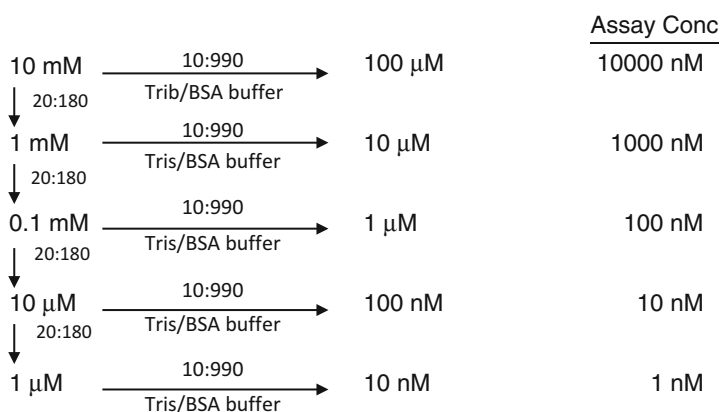 Assay Conc
10 mM 10:990 100 μM 10000 nM
Trib/BSA buffer
20:180
1 mM 10:990 10 μM 1000 nM
Tris/BSA buffer
20:180
0.1 mM 10:990 1 μM 100 nM
Tris/BSA buffer
20:180
10 μM 10:990 100 nM 10 nM
Tris/BSA buffer
20:180
1 μM 10:990 10 nM 1 nM
Tris/BSA buffer